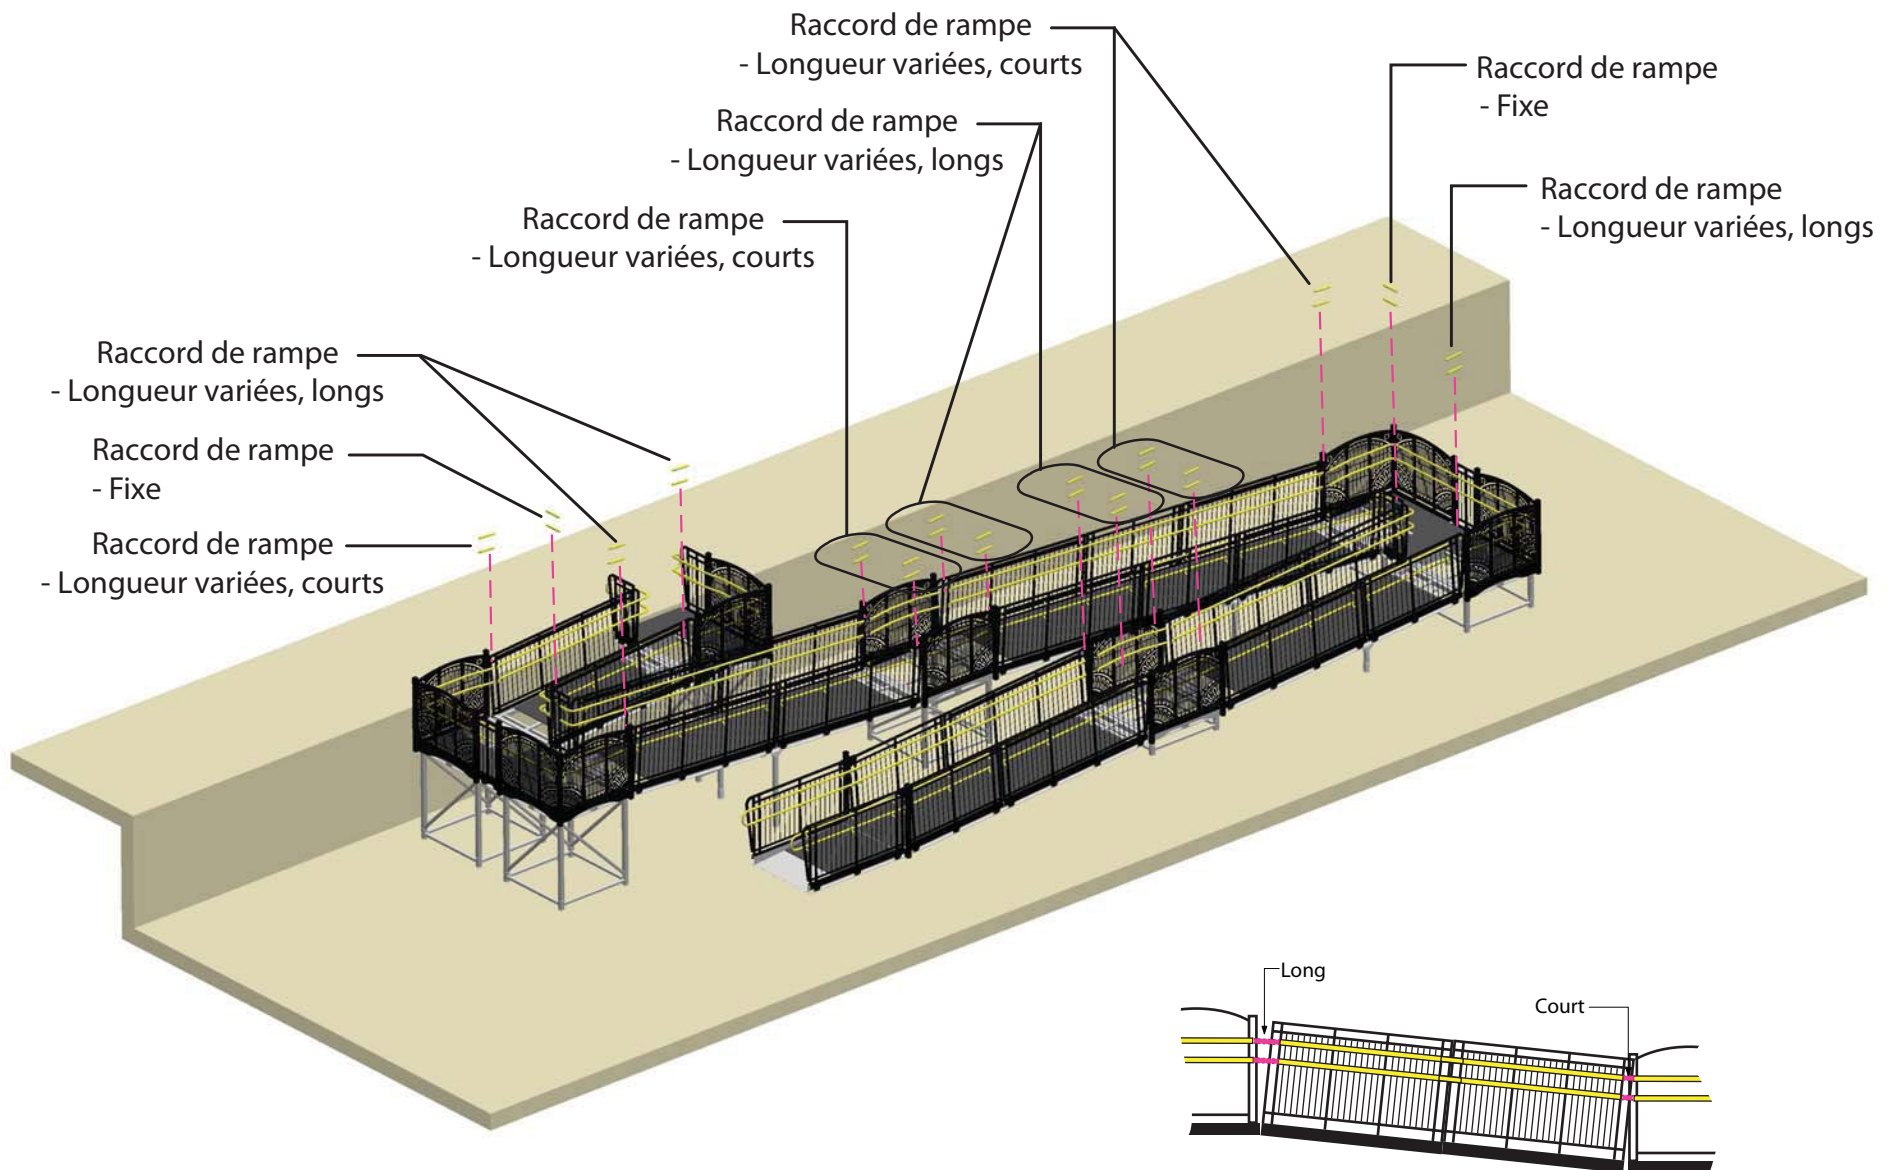 Raccord de rampe
- Longueur variées, courts
Raccord de rampe
- Fixe
Raccord de rampe
- Longueur variées, longs
Raccord de rampe
- Longueur variées, longs
Raccord de rampe
- Longueur variées, courts
Raccord de rampe
- Longueur variées, longs
Raccord de rampe
- Fixe
Raccord de rampe
- Longueur variées, courts
Long
Court